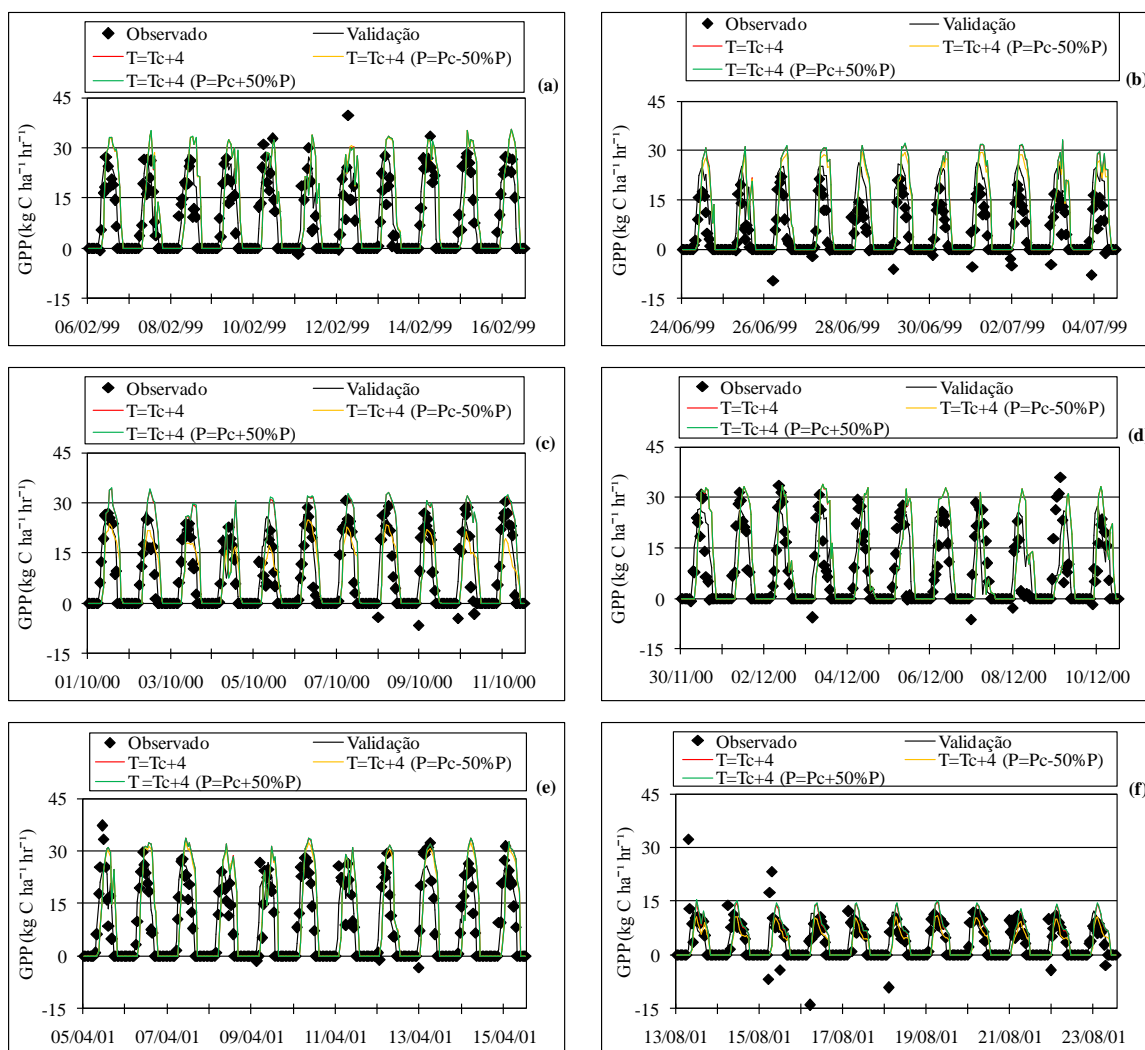 Observado Validação
T=Tc+4 T=Tc+4 (P=Pc-50%P)
T=Tc+4 (P=Pc+50%P)
(a)
GPP (kg C ha⁻¹ hr⁻¹)
45
30
15
0
-15
06/02/99 08/02/99 10/02/99 12/02/99 14/02/99 16/02/99
Observado Validação
T=Tc+4 T=Tc+4 (P=Pc-50%P)
T=Tc+4 (P=Pc+50%P)
(b)
GPP (kg C ha⁻¹ hr⁻¹)
45
30
15
0
-15
24/06/99 26/06/99 28/06/99 30/06/99 02/07/99 04/07/99
Observado Validação
T=Tc+4 T=Tc+4 (P=Pc-50%P)
T=Tc+4 (P=Pc+50%P)
(c)
GPP (kg C ha⁻¹ hr⁻¹)
45
30
15
0
-15
01/10/00 03/10/00 05/10/00 07/10/00 09/10/00 11/10/00
Observado Validação
T=Tc+4 T=Tc+4 (P=Pc-50%P)
T=Tc+4 (P=Pc+50%P)
(d
GPP (kg C ha⁻¹ hr⁻¹)
45
30
15
0
-15
30/11/00 02/12/00 04/12/00 06/12/00 08/12/00 10/12/00
Observado Validação
T=Tc+4 T=Tc+4 (P=Pc-50%P)
T =Tc+4 (P=Pc+50%P)
(e)
GPP (kg C ha⁻¹ hr⁻¹)
45
30
15
0
-15
05/04/01 07/04/01 09/04/01 11/04/01 13/04/01 15/04/01
Observado Validação
T=Tc+4 T=Tc+4 (P=Pc-50%P)
T=Tc+4 (P=Pc+50%P)
(f)
GPP (kg C ha⁻¹ hr⁻¹)
45
30
15
0
-15
13/08/01 15/08/01 17/08/01 19/08/01 21/08/01 23/08/01